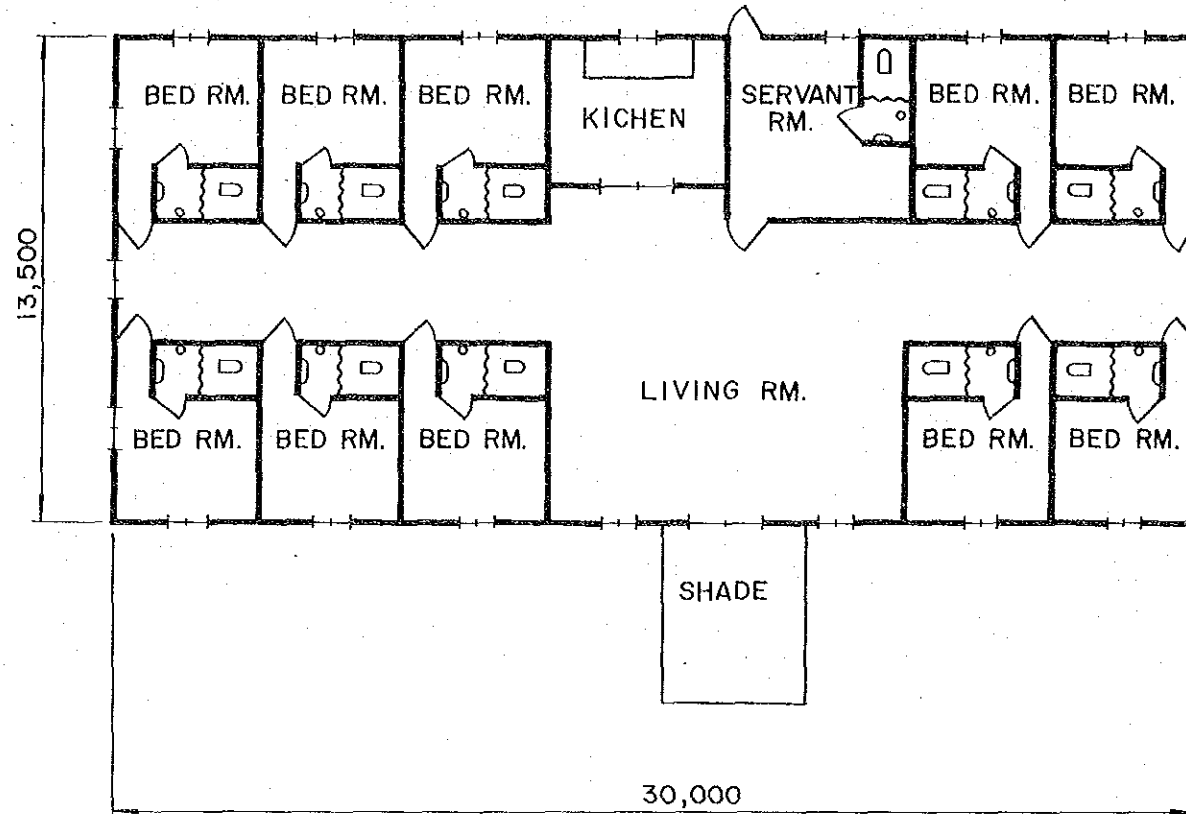 BED RM.
BED RM.
BED RM.
KICHEN
SERVANT
RM.
BED RM.
BED RM.
13,500
LIVING RM.
BED RM.
BED RM.
BED RM.
BED RM.
BED RM.
SHADE
30,000